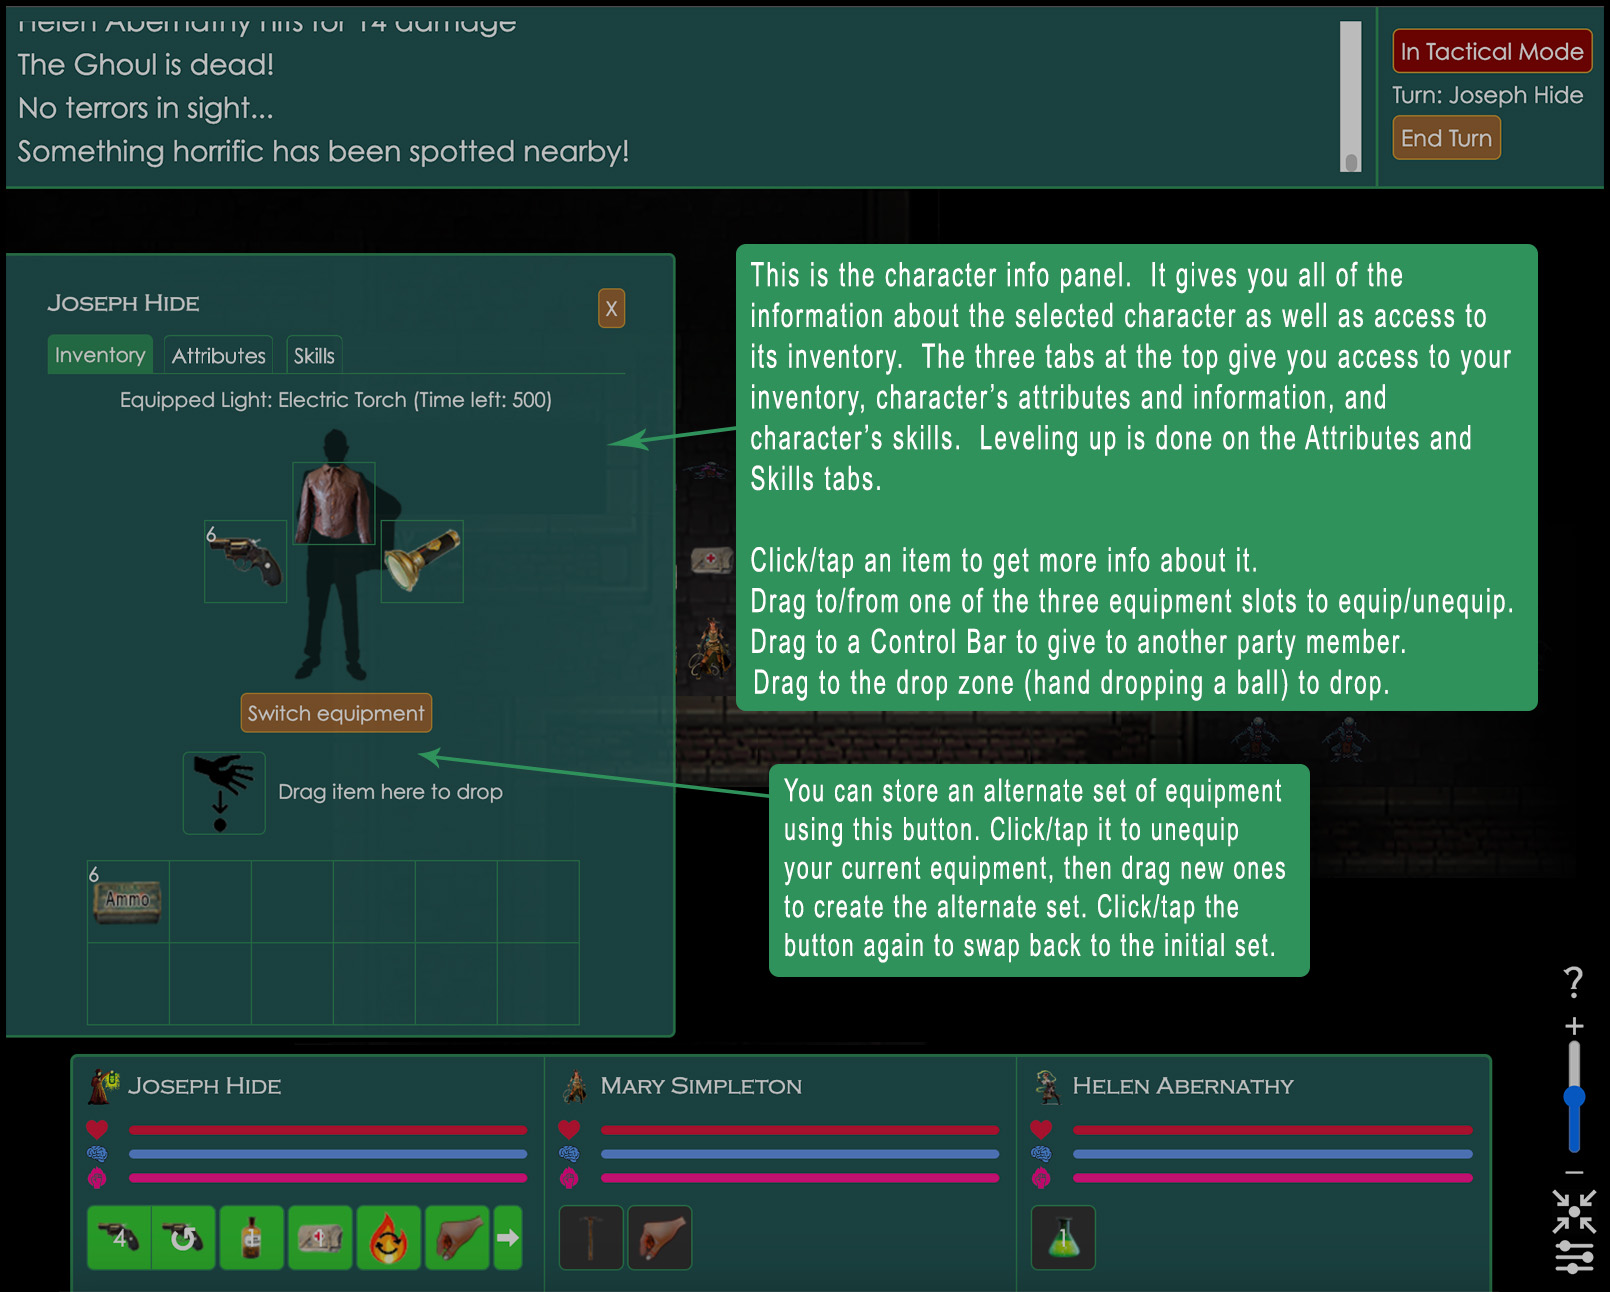 Helen Abernathy hits for 14 damage
The Ghoul is dead!
No terrors in sight...
Something horrific has been spotted nearby!
In Tactical Mode
Turn: Joseph Hide
End Turn
Joseph Hide
X
Inventory
Attributes
Skills
Equipped Light: Electric Torch (Time left: 500)
6
Switch equipment
Drag item here to drop
6
Ammo
This is the character info panel. It gives you all of the
information about the selected character as well as access to
its inventory. The three tabs at the top give you access to your
inventory, character's attributes and information, and
character's skills. Leveling up is done on the Attributes and
Skills tabs.
Click/tap an item to get more info about it.
Drag to/from one of the three equipment slots to equip/unequip.
Drag to a Control Bar to give to another party member.
Drag to the drop zone (hand dropping a ball) to drop.
You can store an alternate set of equipment
using this button. Click/tap it to unequip
your current equipment, then drag new ones
to create the alternate set. Click/tap the
button again to swap back to the initial set.
?
+
−
Joseph Hide
4
1
1
Mary Simpleton
Helen Abernathy
1